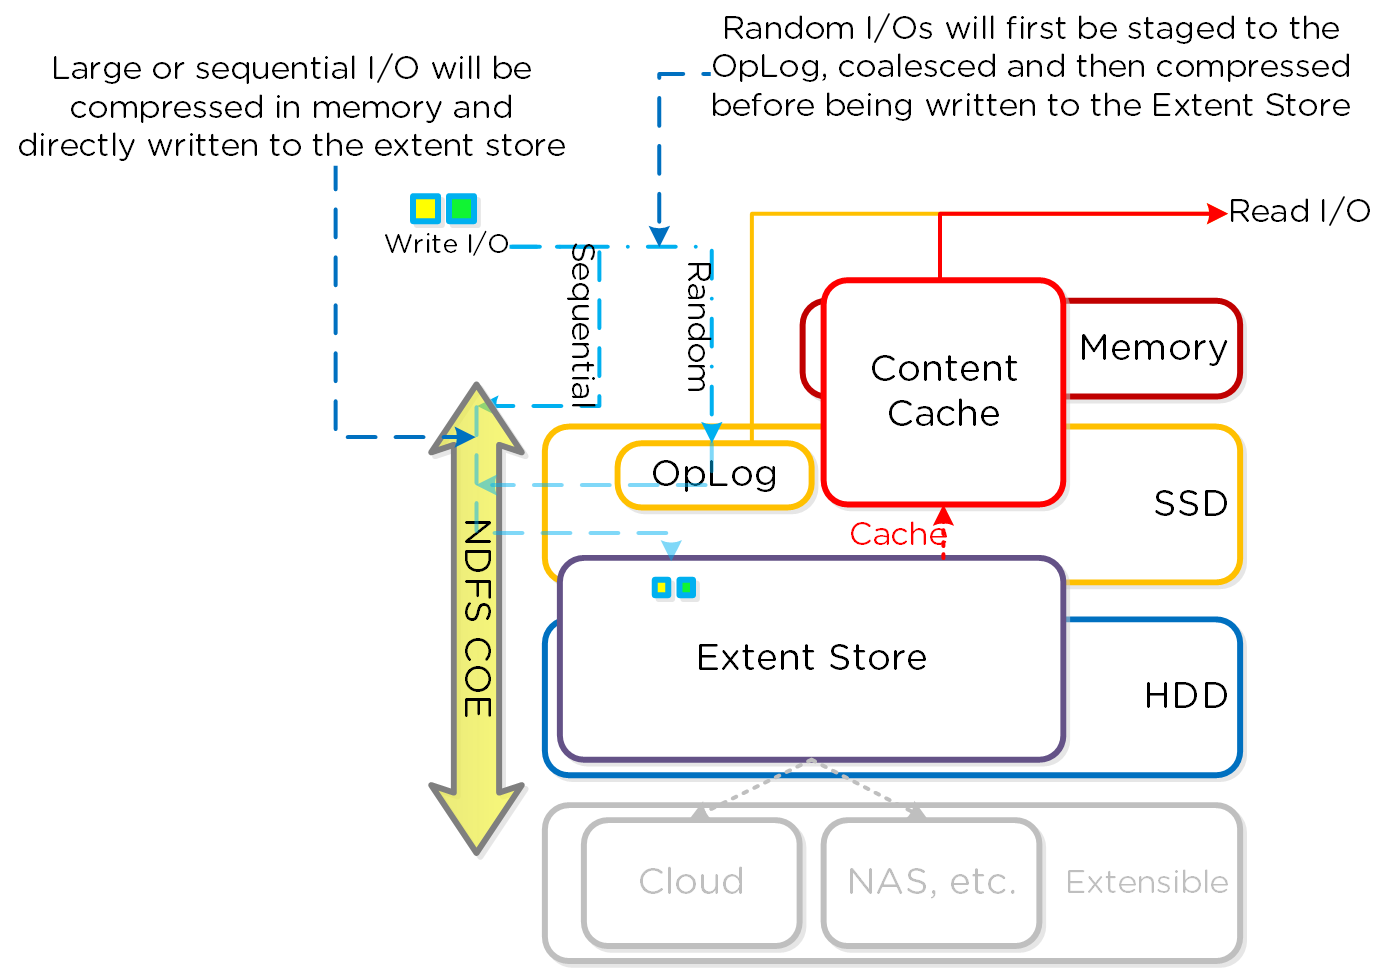 Random I/Os will first be staged to the
OpLog, coalesced and then compressed
before being written to the Extent Store
Large or sequential I/O will be
compressed in memory and
directly written to the extent store
Write I/O
Read I/O
Sequential
Random
Content
Cache
Memory
OpLog
SSD
Cache
NDFS COE
Extent Store
HDD
Cloud
NAS, etc.
Extensible